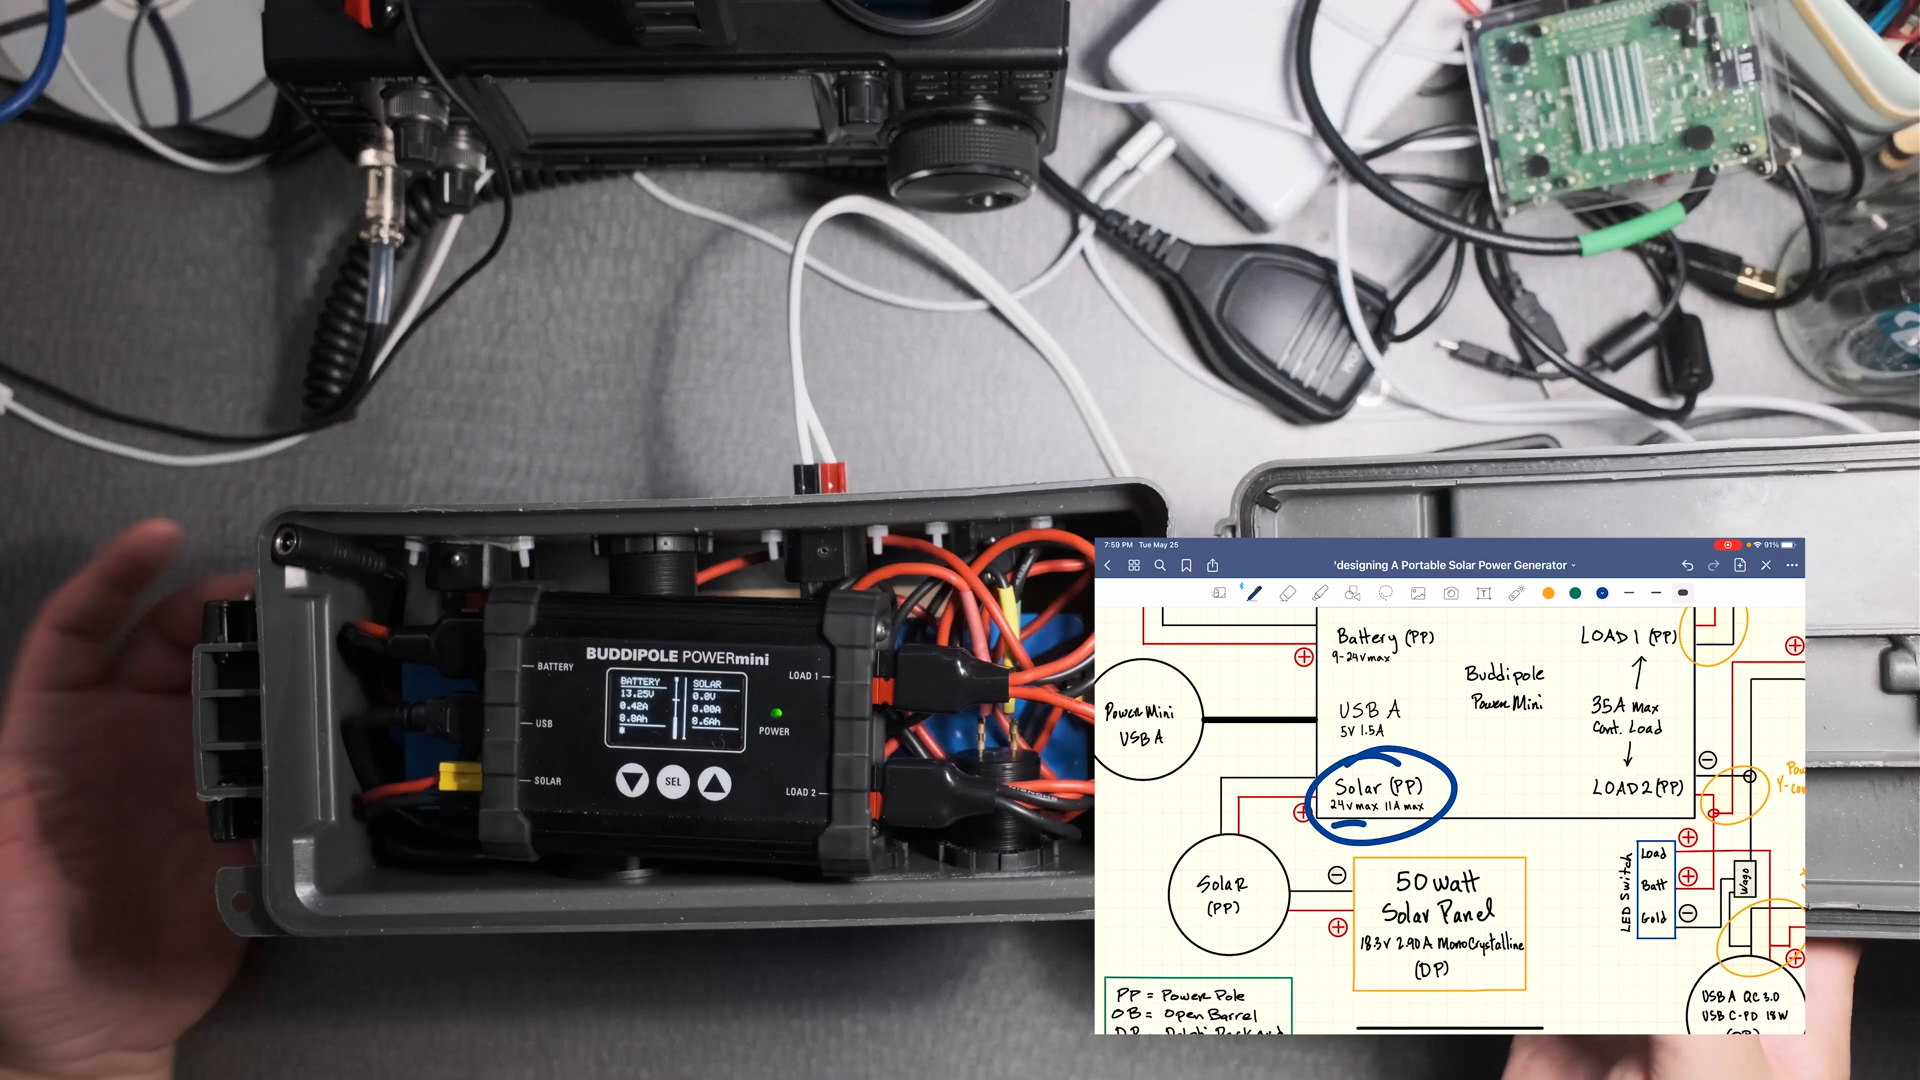 BUDDIPOLE POWERmini
BATTERY
USB
SOLAR
BATTERY
13.25V
0.42A
8.8Ah
*
SOLAR
0.0V
0.00A
8.6Ah
SEL
POWER
LOAD 1
LOAD 2
7:59 PM Tue May 25
91%
'designing A Portable Solar Power Generator
Battery (PP)
9-24V max
LOAD 1 (PP)
Buddipole
Power Mini
35A max
Cont. Load
Power Mini
USB A
USB A
5V 1.5A
Solar (PP)
24V max 11A max
LOAD 2 (PP)
Solar
(PP)
50 Watt
Solar Panel
18.3V 2.90A MonoCrystalline
(DP)
LED Switch
Load
Batt
Gold
Wago
USB A QC 3.0
USB C-PD 18W
PP = Power Pole
OB = Open Barrel